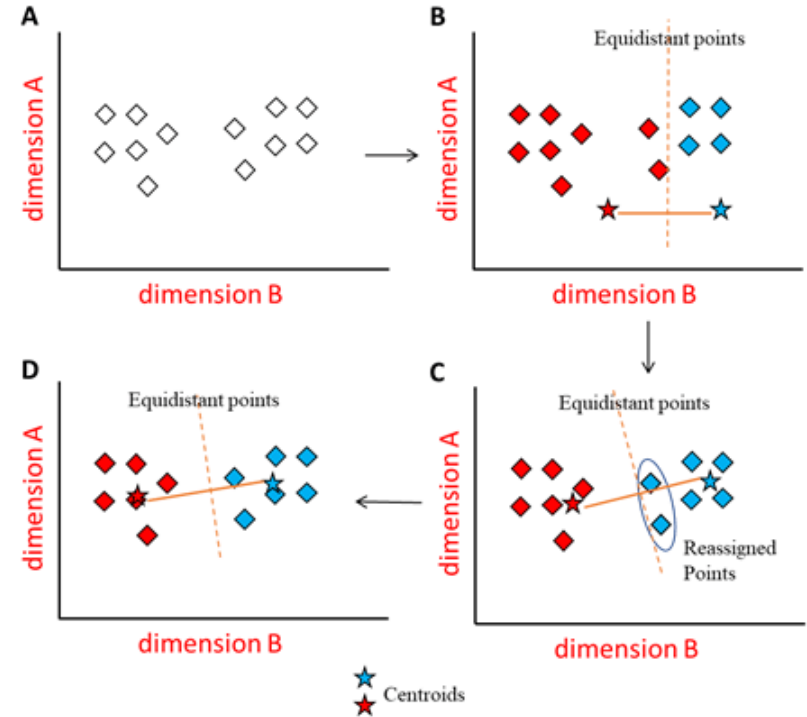 A
dimension A
dimension B
B
Equidistant points
dimension A
dimension B
D
Equidistant points
dimension A
dimension B
C
Equidistant points
dimension A
Reassigned
Points
dimension B
Centroids